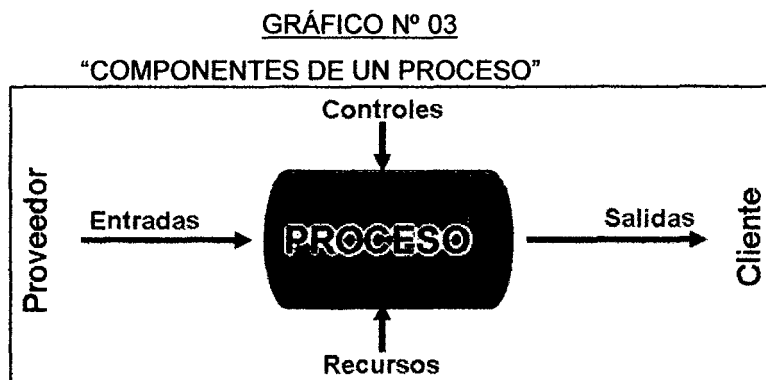 GRÁFICO Nº 03
“COMPONENTES DE UN PROCESO”
Controles
Proveedor
Entradas
PROCESO
Salidas
Cliente
Recursos